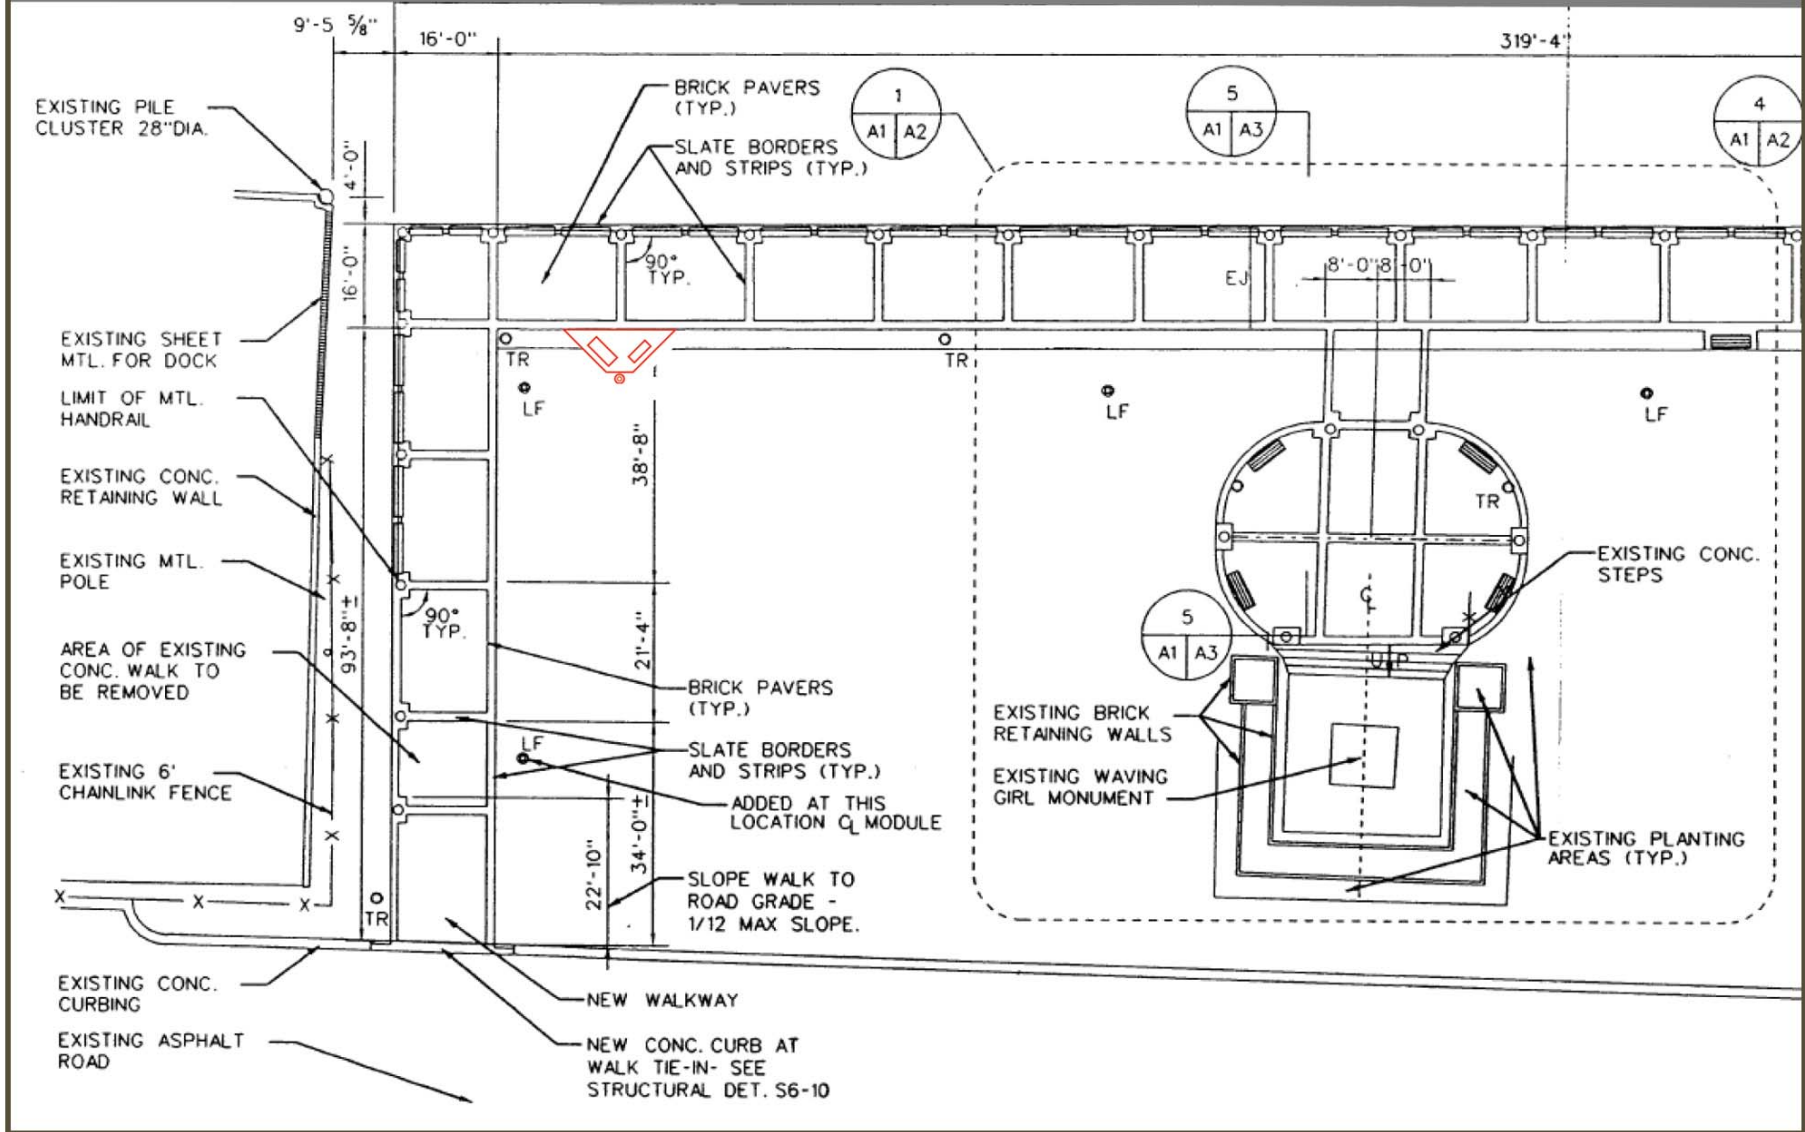 9'-5 5/8"
16'-0"
319'-4"
EXISTING PILE
CLUSTER 28"DIA.
4'-0"
BRICK PAVERS
(TYP.)
SLATE BORDERS
AND STRIPS (TYP.)
1
A1 A2
5
A1 A3
4
A1 A2
16'-0"
90°
TYP.
EJ
8'-0"
8'-0"
EXISTING SHEET
MTL. FOR DOCK
TR
TR
LF
LF
LF
LIMIT OF MTL.
HANDRAIL
38'-8"
EXISTING CONC.
RETAINING WALL
TR
EXISTING MTL.
POLE
EXISTING CONC.
STEPS
93'-8"±
90°
TYP.
21'-4"
5
A1 A3
CL
UP
AREA OF EXISTING
CONC. WALK TO
BE REMOVED
BRICK PAVERS
(TYP.)
EXISTING BRICK
RETAINING WALLS
LF
SLATE BORDERS
AND STRIPS (TYP.)
EXISTING 6'
CHAINLINK FENCE
EXISTING WAVING
GIRL MONUMENT
ADDED AT THIS
LOCATION CL MODULE
34'-0"±
22'-10"
EXISTING PLANTING
AREAS (TYP.)
SLOPE WALK TO
ROAD GRADE -
1/12 MAX SLOPE.
TR
EXISTING CONC.
CURBING
NEW WALKWAY
EXISTING ASPHALT
ROAD
NEW CONC. CURB AT
WALK TIE-IN- SEE
STRUCTURAL DET. S6-10